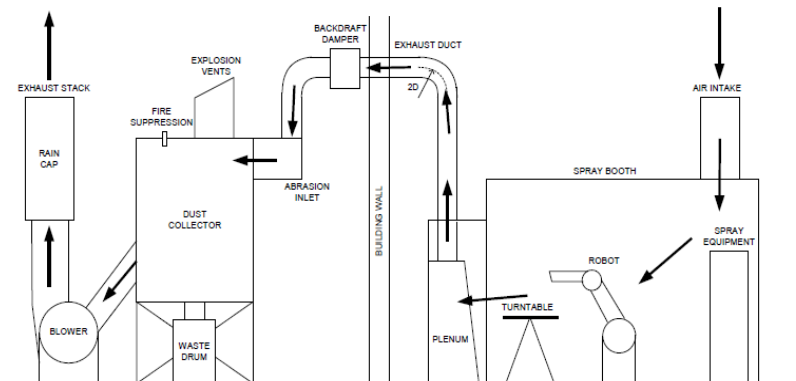 BACKDRAFT
DAMPER
EXHAUST DUCT
EXPLOSION
VENTS
EXHAUST STACK
2D
AIR INTAKE
FIRE
SUPPRESSION
RAIN
CAP
SPRAY BOOTH
ABRASION
INLET
DUST
COLLECTOR
BUILDING WALL
SPRAY
EQUIPMENT
ROBOT
TURNTABLE
BLOWER
PLENUM
WASTE
DRUM